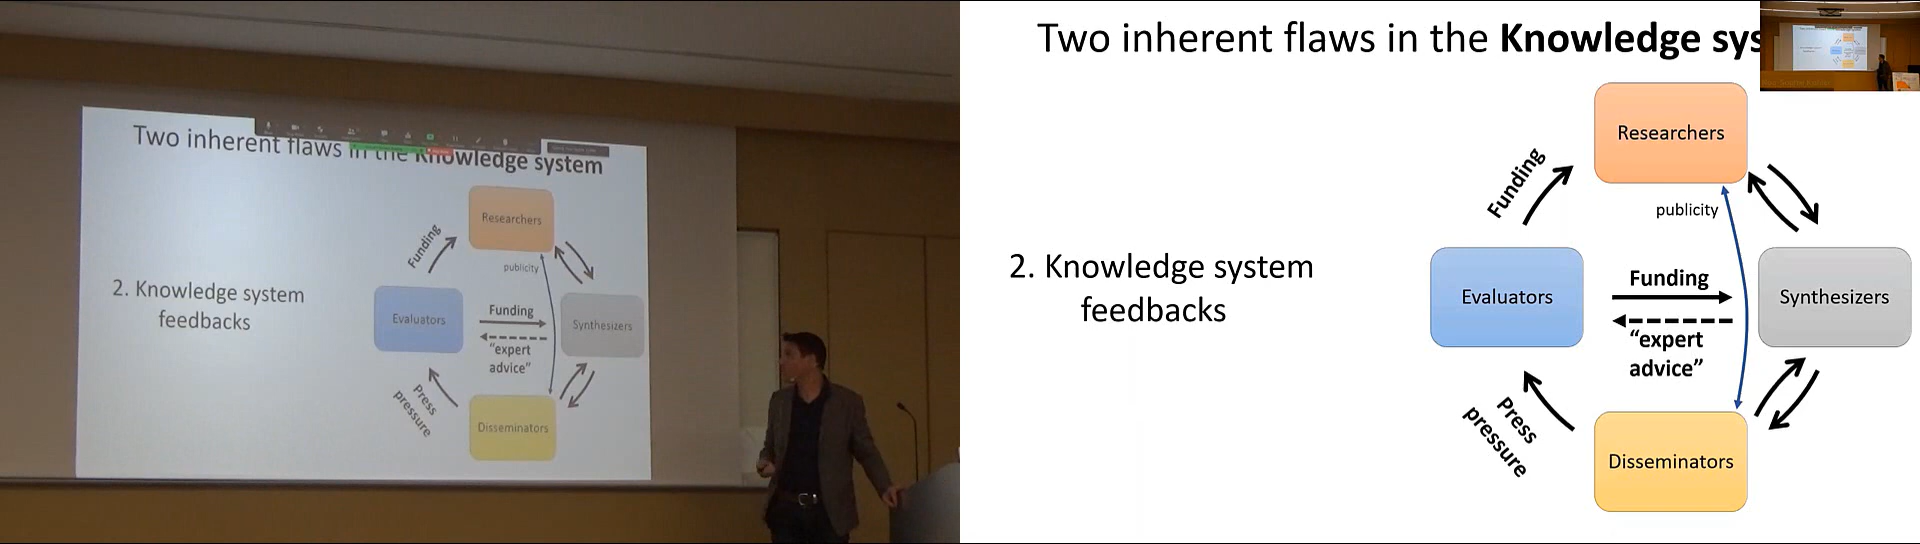 Two inherent flaws in the Knowledge system
Researchers
Funding
publicity
2. Knowledge system
feedbacks
Evaluators
Funding
Synthesizers
"expert
advice"
Press
pressure
Disseminators
Two inherent flaws in the Knowledge sys
Researchers
Funding
publicity
2. Knowledge system
feedbacks
Evaluators
Funding
Synthesizers
“expert
advice”
Press
pressure
Disseminators